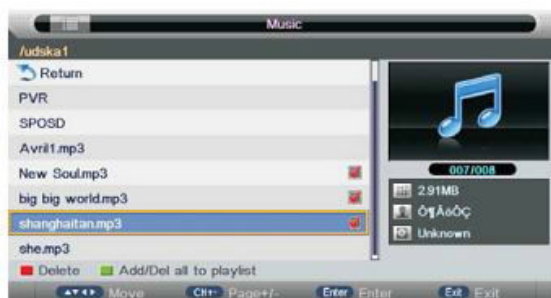 Music
/udska1
Return
PVR
SPOSD
Avril1.mp3
New Soul.mp3
big big world.mp3
shanghaitan.mp3
she.mp3
007/008
2.91MB
Ô¶ÃöÒÇ
Unknown
Delete Add/Del all to playlist
Move CH+- Page+/- Enter Enter Exit Exit